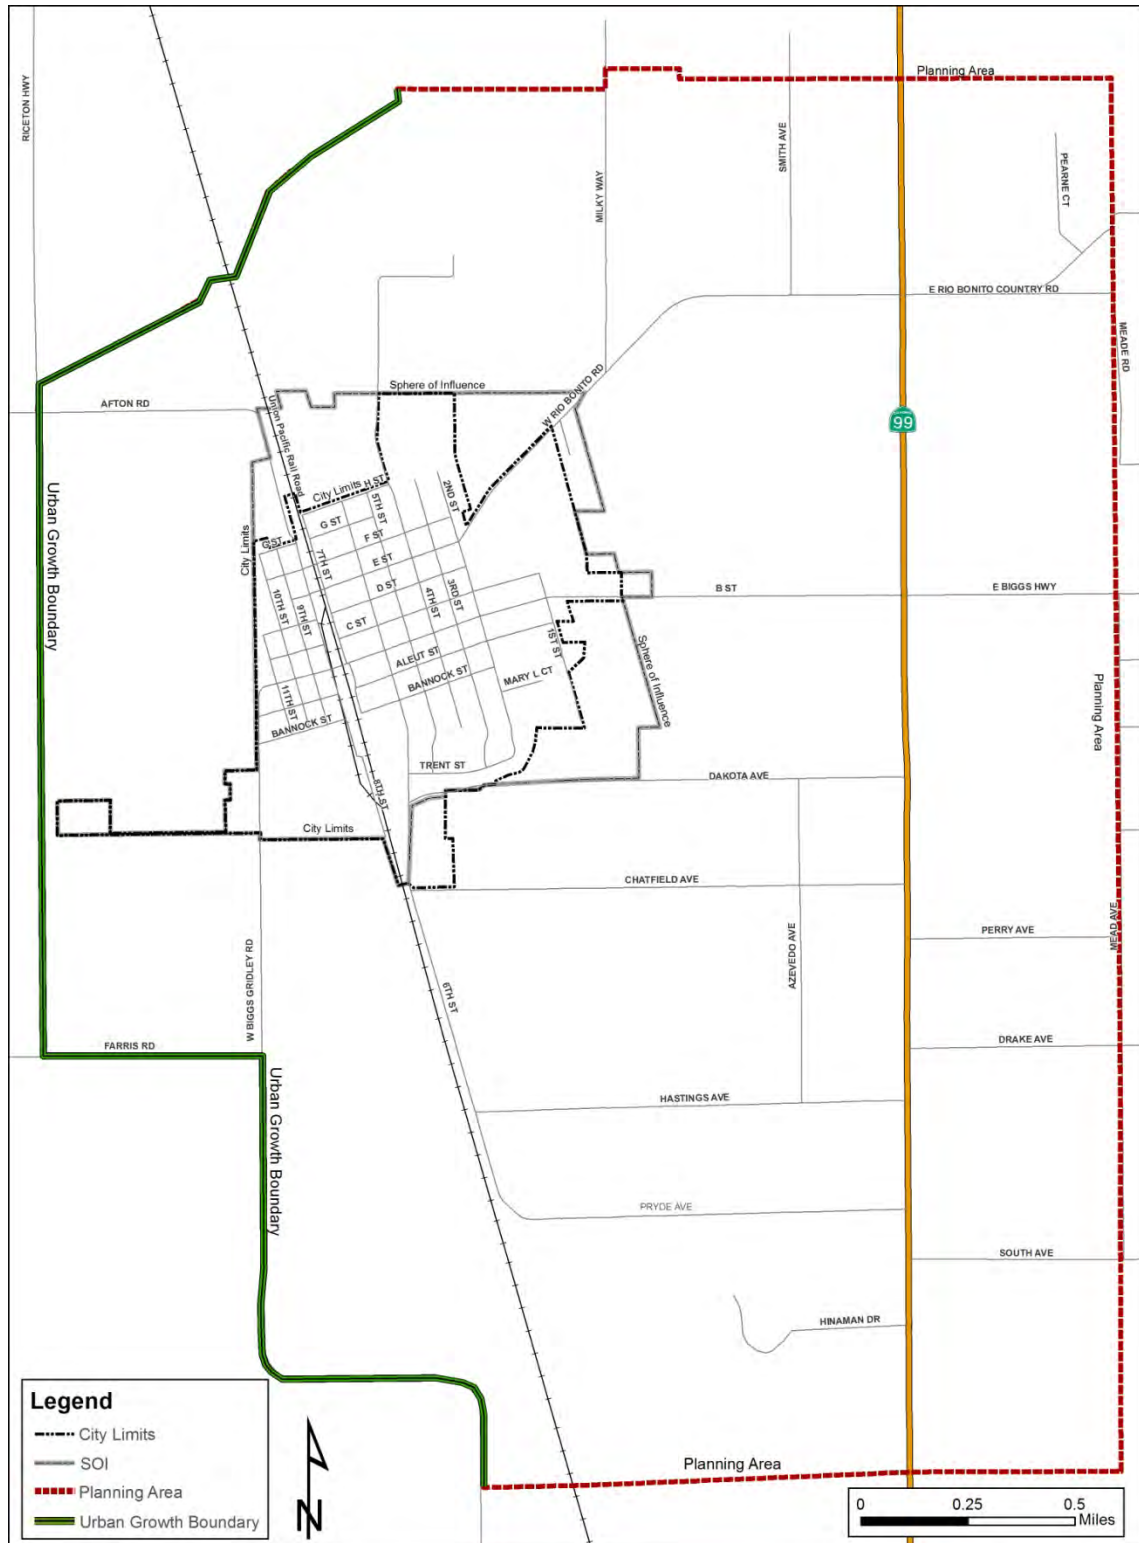 Planning Area
RICETON HWY
SMITH AVE
PEARNE CT
MILKY WAY
E RIO BONITO COUNTRY RD
MEADE RD
Sphere of Influence
W RIO BONITO RD
AFTON RD
Union Pacific Rail Road
99
City Limits
H ST
2ND ST
5TH ST
G ST
F ST
Urban Growth Boundary
City Limits
G ST
7TH ST
E ST
D ST
B ST
E BIGGS HWY
10TH ST
9TH ST
4TH ST
3RD ST
C ST
1ST ST
Sphere of Influence
ALEUT ST
BANNOCK ST
MARY L CT
Planning Area
11TH ST
BANNOCK ST
TRENT ST
DAKOTA AVE
8TH ST
City Limits
CHATFIELD AVE
PERRY AVE
MEAD AVE
AZEVEDO AVE
W BIGGS GRIDLEY RD
6TH ST
FARRIS RD
DRAKE AVE
Urban Growth Boundary
HASTINGS AVE
PRYDE AVE
SOUTH AVE
HINAMAN DR
Planning Area
Legend
City Limits
SOI
Planning Area
Urban Growth Boundary
N
0 0.25 0.5
Miles